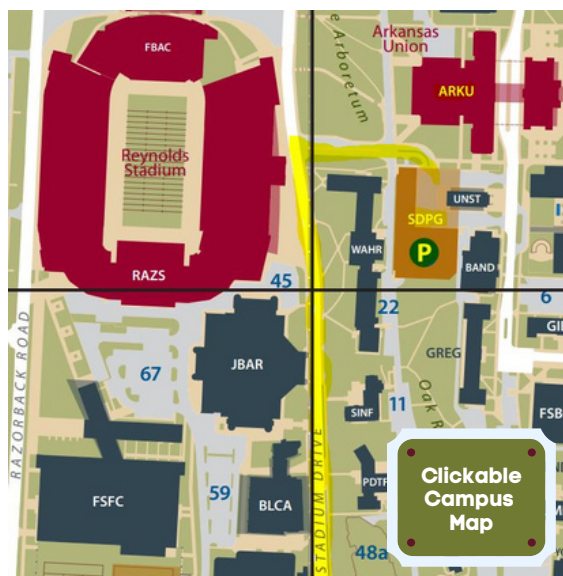 FBAC
e Arboretum
Arkansas
Union
ARKU
Reynolds
Stadium
UNST
SDPG
P
WAHR
BAND
RAZS
45
22
6
JBAR
GREG
RAZORBACK ROAD
67
SINF
11
Oak R
FSB
FSFC
59
BLCA
STADIUM DRIVE
PDTF
48a
Clickable
Campus
Map